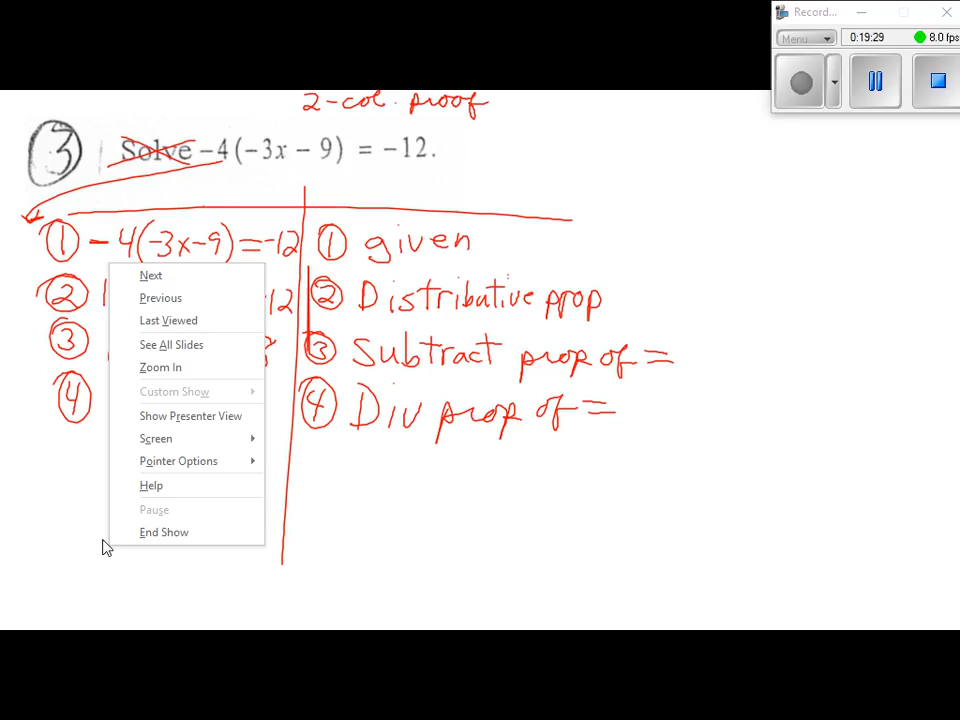 Record...
Menu
0:19:29
8.0 fps
2-col. proof
3 Solve -4(-3x - 9) = -12.
① -4(-3x-9)=-12 ① given
② 12 ② Distributive prop
③ ③ Subtract prop of =
④ ④ Div prop of =
Next
Previous
Last Viewed
See All Slides
Zoom In
Custom Show
Show Presenter View
Screen
Pointer Options
Help
Pause
End Show